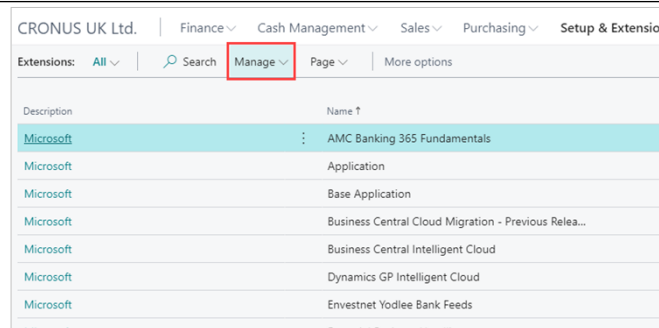 CRONUS UK Ltd. Finance Cash Management Sales Purchasing Setup & Extensio
Extensions: All Search Manage Page More options
Description Name ↑
Microsoft AMC Banking 365 Fundamentals
Microsoft Application
Microsoft Base Application
Microsoft Business Central Cloud Migration - Previous Relea...
Microsoft Business Central Intelligent Cloud
Microsoft Dynamics GP Intelligent Cloud
Microsoft Envestnet Yodlee Bank Feeds